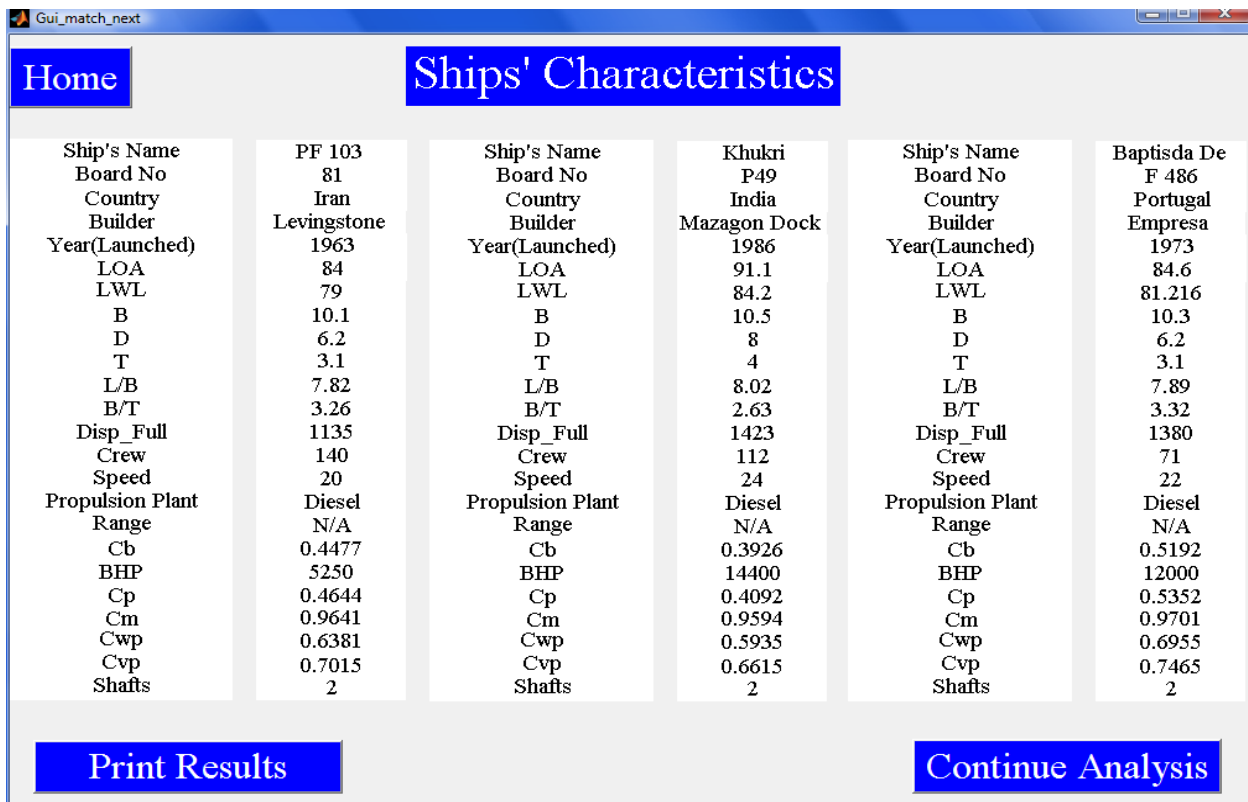 Gui_match_next
Home
Ships' Characteristics
Ship's Name PF 103 Ship's Name Khukri Ship's Name Baptisda De
Board No 81 Board No P49 Board No F 486
Country Iran Country India Country Portugal
Builder Levingstone Builder Mazagon Dock Builder Empresa
Year(Launched) 1963 Year(Launched) 1986 Year(Launched) 1973
LOA 84 LOA 91.1 LOA 84.6
LWL 79 LWL 84.2 LWL 81.216
B 10.1 B 10.5 B 10.3
D 6.2 D 8 D 6.2
T 3.1 T 4 T 3.1
L/B 7.82 L/B 8.02 L/B 7.89
B/T 3.26 B/T 2.63 B/T 3.32
Disp_Full 1135 Disp_Full 1423 Disp_Full 1380
Crew 140 Crew 112 Crew 71
Speed 20 Speed 24 Speed 22
Propulsion Plant Diesel Propulsion Plant Diesel Propulsion Plant Diesel
Range N/A Range N/A Range N/A
Cb 0.4477 Cb 0.3926 Cb 0.5192
BHP 5250 BHP 14400 BHP 12000
Cp 0.4644 Cp 0.4092 Cp 0.5352
Cm 0.9641 Cm 0.9594 Cm 0.9701
Cwp 0.6381 Cwp 0.5935 Cwp 0.6955
Cvp 0.7015 Cvp 0.6615 Cvp 0.7465
Shafts 2 Shafts 2 Shafts 2
Print Results
Continue Analysis